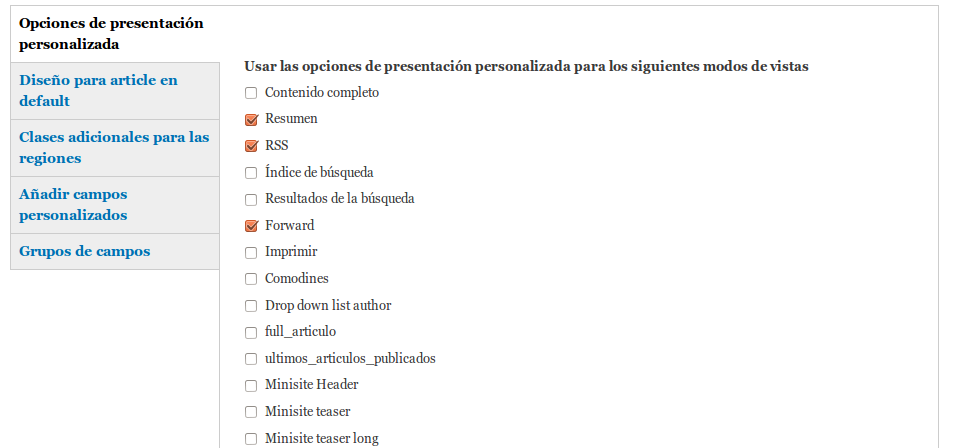 Opciones de presentación
personalizada
Diseño para article en
default
Clases adicionales para las
regiones
Añadir campos
personalizados
Grupos de campos
Usar las opciones de presentación personalizada para los siguientes modos de vistas
Contenido completo
Resumen
RSS
Índice de búsqueda
Resultados de la búsqueda
Forward
Imprimir
Comodines
Drop down list author
full_articulo
ultimos_articulos_publicados
Minisite Header
Minisite teaser
Minisite teaser long